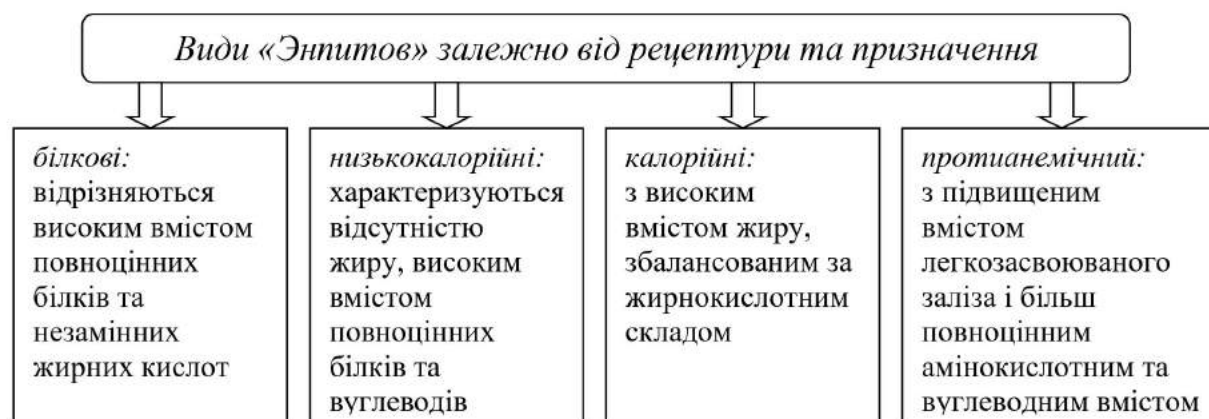 Види «Энпитов» залежно від рецептури та призначення
білкові:
відрізняються
високим вмістом
повноцінних
білків та
незамінних
жирних кислот
низькокалорійні:
характеризуються
відсутністю
жиру, високим
вмістом
повноцінних
білків та
вуглеводів
калорійні:
з високим
вмістом жиру,
збалансованим за
жирнокислотним
складом
протианемічний:
з підвищеним
вмістом
легкозасвоюваного
заліза і більш
повноцінним
амінокислотним та
вуглеводним вмістом